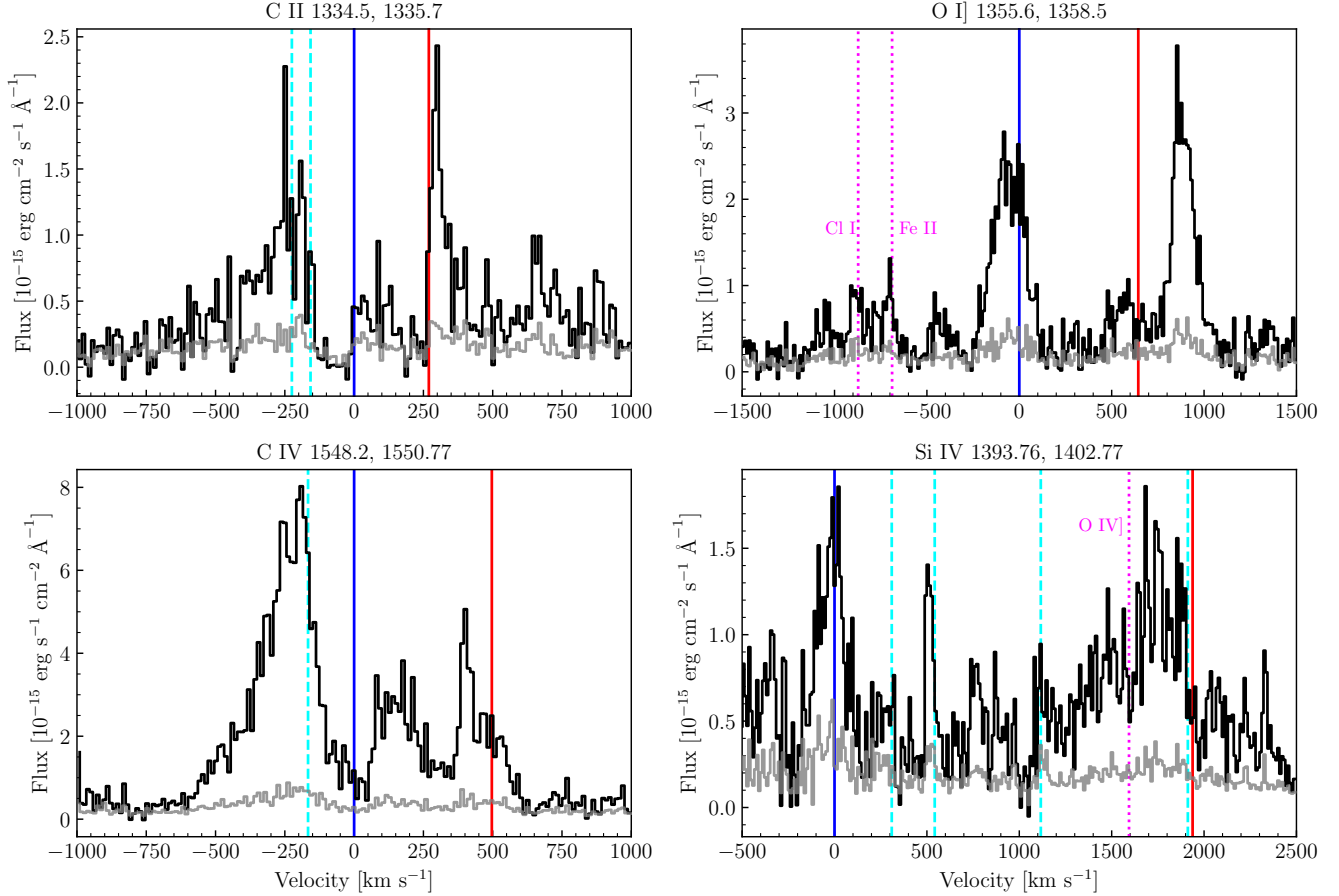 C II 1334.5, 1335.7
Flux [10⁻¹⁵ erg cm⁻² s⁻¹ Å⁻¹]
2.5
2.0
1.5
1.0
0.5
0.0
−1000 −750 −500 −250 0 250 500 750 1000
O I] 1355.6, 1358.5
Flux [10⁻¹⁵ erg cm⁻² s⁻¹ Å⁻¹]
3
2
1
0
Cl I
Fe II
−1500 −1000 −500 0 500 1000 1500
C IV 1548.2, 1550.77
Flux [10⁻¹⁵ erg s⁻¹ cm⁻² Å⁻¹]
8
6
4
2
0
−1000 −750 −500 −250 0 250 500 750 1000
Velocity [km s⁻¹]
Si IV 1393.76, 1402.77
Flux [10⁻¹⁵ erg cm⁻² s⁻¹ Å⁻¹]
1.5
1.0
0.5
0.0
O IV]
−500 0 500 1000 1500 2000 2500
Velocity [km s⁻¹]